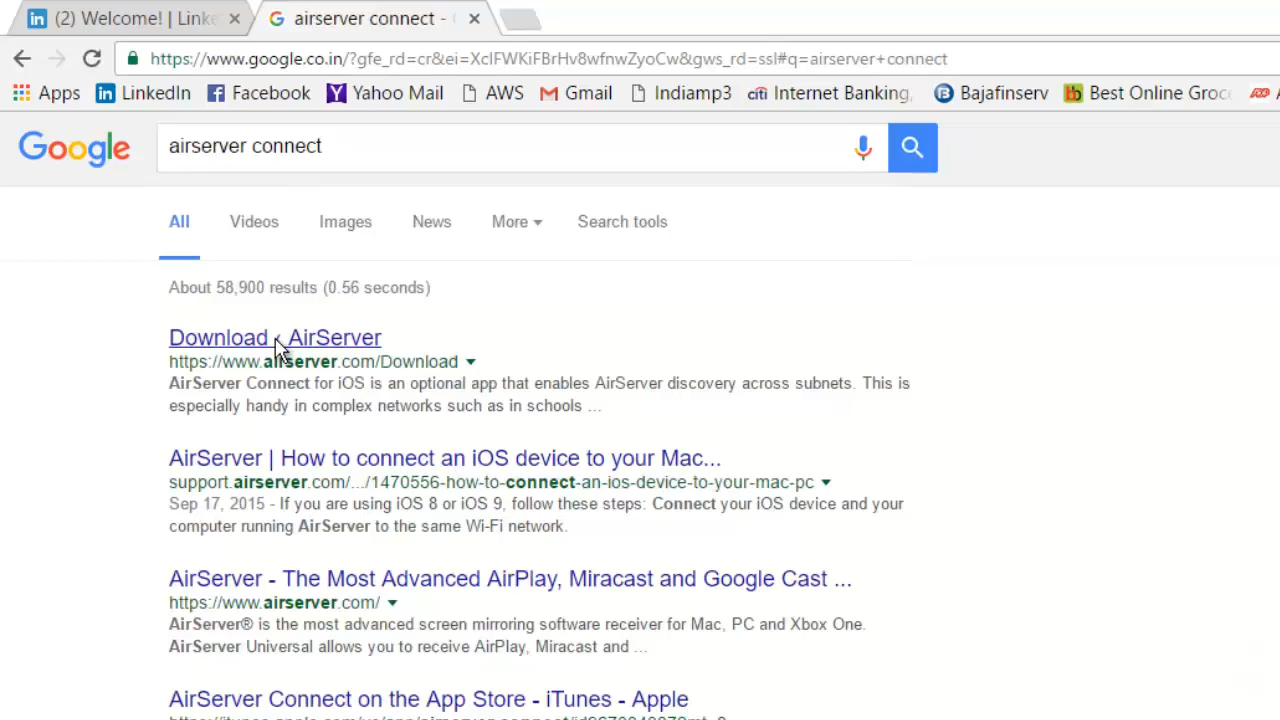 (2) Welcome! | Linke
airserver connect - G
https://www.google.co.in/?gfe_rd=cr&ei=XclFWKiFBrHv8wfnwZyoCw&gws_rd=ssl#q=airserver+connect
Apps LinkedIn Facebook Yahoo Mail AWS Gmail Indiamp3 citi Internet Banking, Bajafinserv bb Best Online Groc ADP
Google airserver connect
All Videos Images News More Search tools
About 58,900 results (0.56 seconds)
Download - AirServer
https://www.airserver.com/Download
AirServer Connect for iOS is an optional app that enables AirServer discovery across subnets. This is
especially handy in complex networks such as in schools ...
AirServer | How to connect an iOS device to your Mac...
support.airserver.com/.../1470556-how-to-connect-an-ios-device-to-your-mac-pc
Sep 17, 2015 - If you are using iOS 8 or iOS 9, follow these steps: Connect your iOS device and your
computer running AirServer to the same Wi-Fi network.
AirServer - The Most Advanced AirPlay, Miracast and Google Cast ...
https://www.airserver.com/
AirServer® is the most advanced screen mirroring software receiver for Mac, PC and Xbox One.
AirServer Universal allows you to receive AirPlay, Miracast and ...
AirServer Connect on the App Store - iTunes - Apple